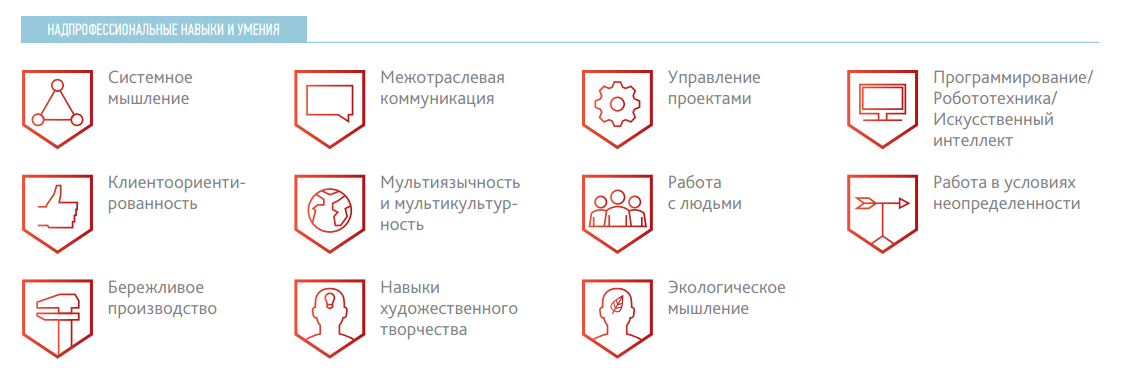 НАДПРОФЕССИОНАЛЬНЫЕ НАВЫКИ И УМЕНИЯ
Системное
мышление
Межотраслевая
коммуникация
Управление
проектами
Программирование/
Робототехника/
Искусственный
интеллект
Клиентоориенти-
рованность
Мультиязычность
и мультикультур-
ность
Работа
с людьми
Работа в условиях
неопределенности
Бережливое
производство
Навыки
художественного
творчества
Экологическое
мышление